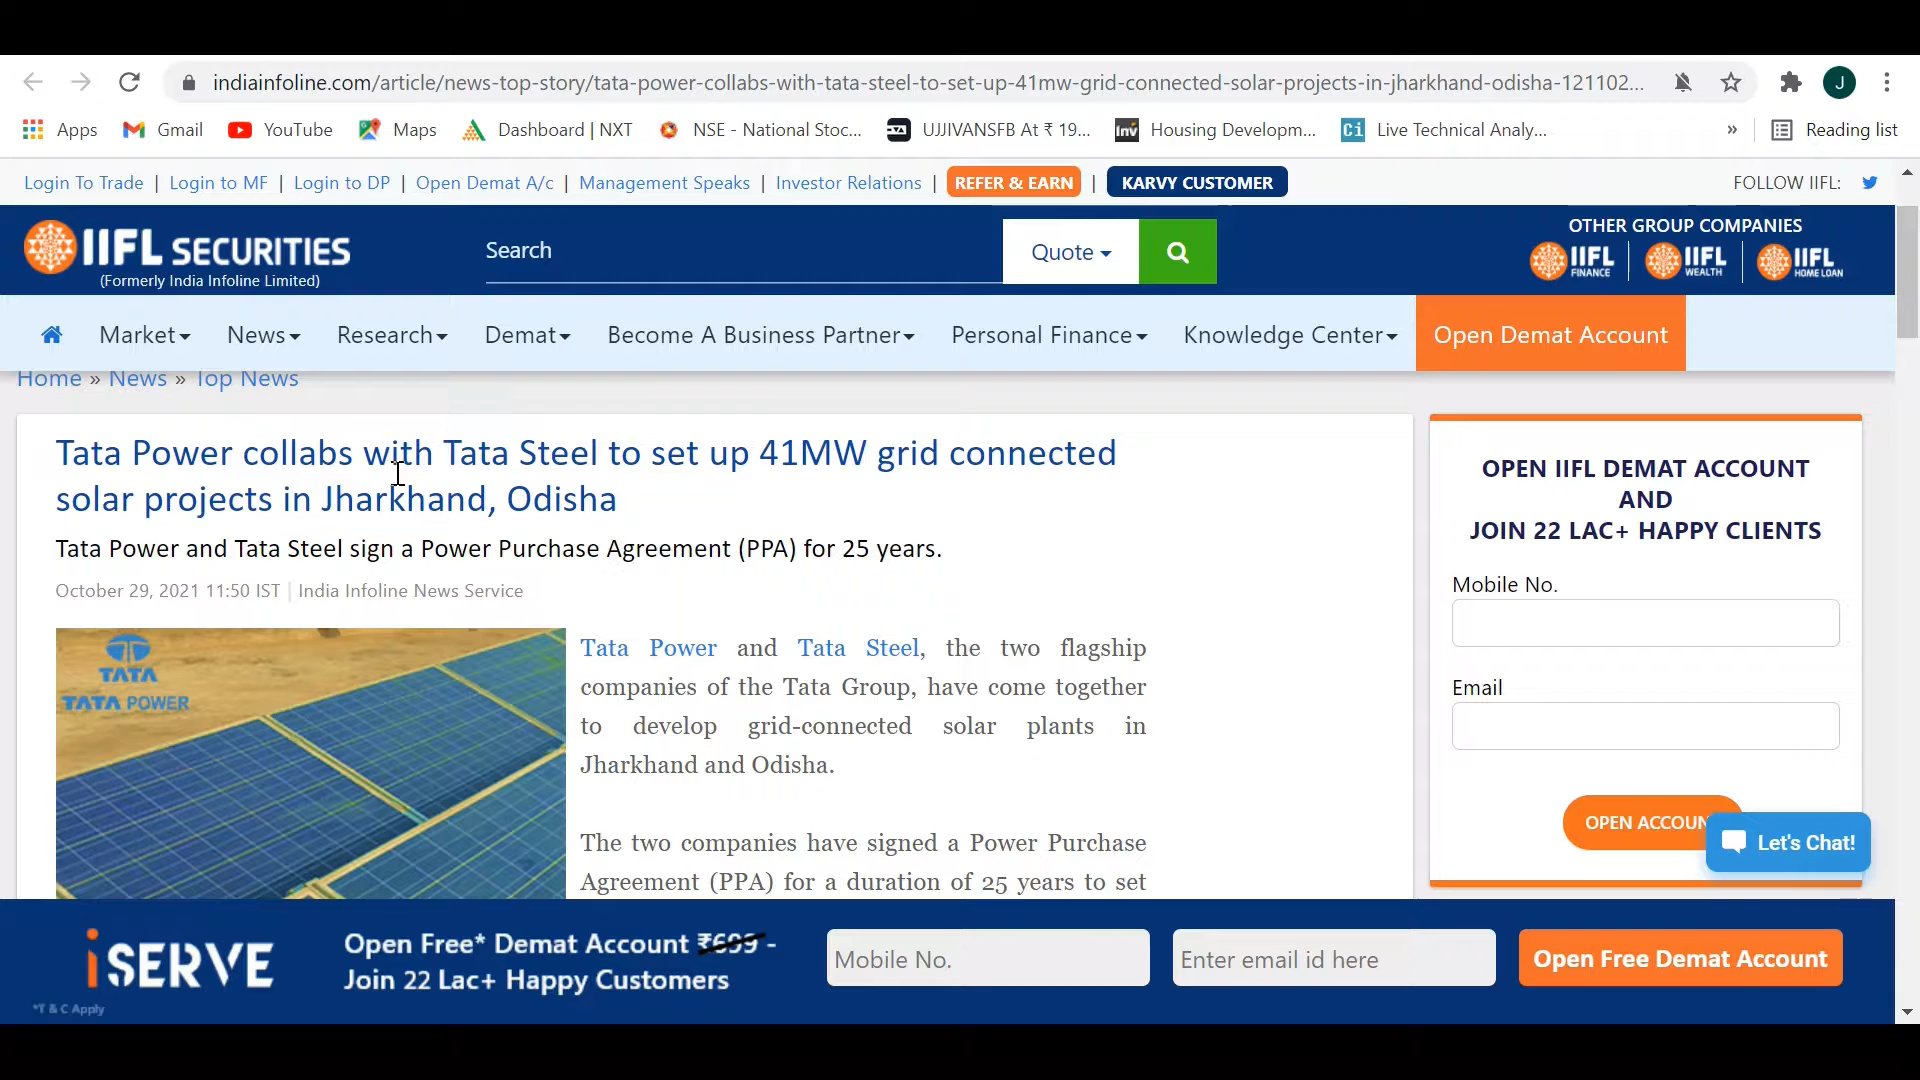 indiainfoline.com/article/news-top-story/tata-power-collabs-with-tata-steel-to-set-up-41mw-grid-connected-solar-projects-in-jharkhand-odisha-121102...
J
Apps Gmail YouTube Maps Dashboard | NXT NSE - National Stoc... UJJIVANSFB At ₹ 19... Inv Housing Developm... Ci Live Technical Analy... » Reading list
Login To Trade | Login to MF | Login to DP | Open Demat A/c | Management Speaks | Investor Relations | REFER & EARN | KARVY CUSTOMER FOLLOW IIFL:
IIFL SECURITIES
(Formerly India Infoline Limited)
Search
Quote
OTHER GROUP COMPANIES
IIFL FINANCE IIFL WEALTH IIFL HOME LOAN
Market News Research Demat Become A Business Partner Personal Finance Knowledge Center Open Demat Account
Home » News » Top News
Tata Power collabs with Tata Steel to set up 41MW grid connected
solar projects in Jharkhand, Odisha
Tata Power and Tata Steel sign a Power Purchase Agreement (PPA) for 25 years.
October 29, 2021 11:50 IST | India Infoline News Service
TATA
TATA POWER
Tata Power and Tata Steel, the two flagship
companies of the Tata Group, have come together
to develop grid-connected solar plants in
Jharkhand and Odisha.
The two companies have signed a Power Purchase
Agreement (PPA) for a duration of 25 years to set
OPEN IIFL DEMAT ACCOUNT
AND
JOIN 22 LAC+ HAPPY CLIENTS
Mobile No.
Email
OPEN ACCOUN
Let's Chat!
iSERVE
*T & C Apply
Open Free* Demat Account ₹699 -
Join 22 Lac+ Happy Customers
Mobile No.
Enter email id here
Open Free Demat Account